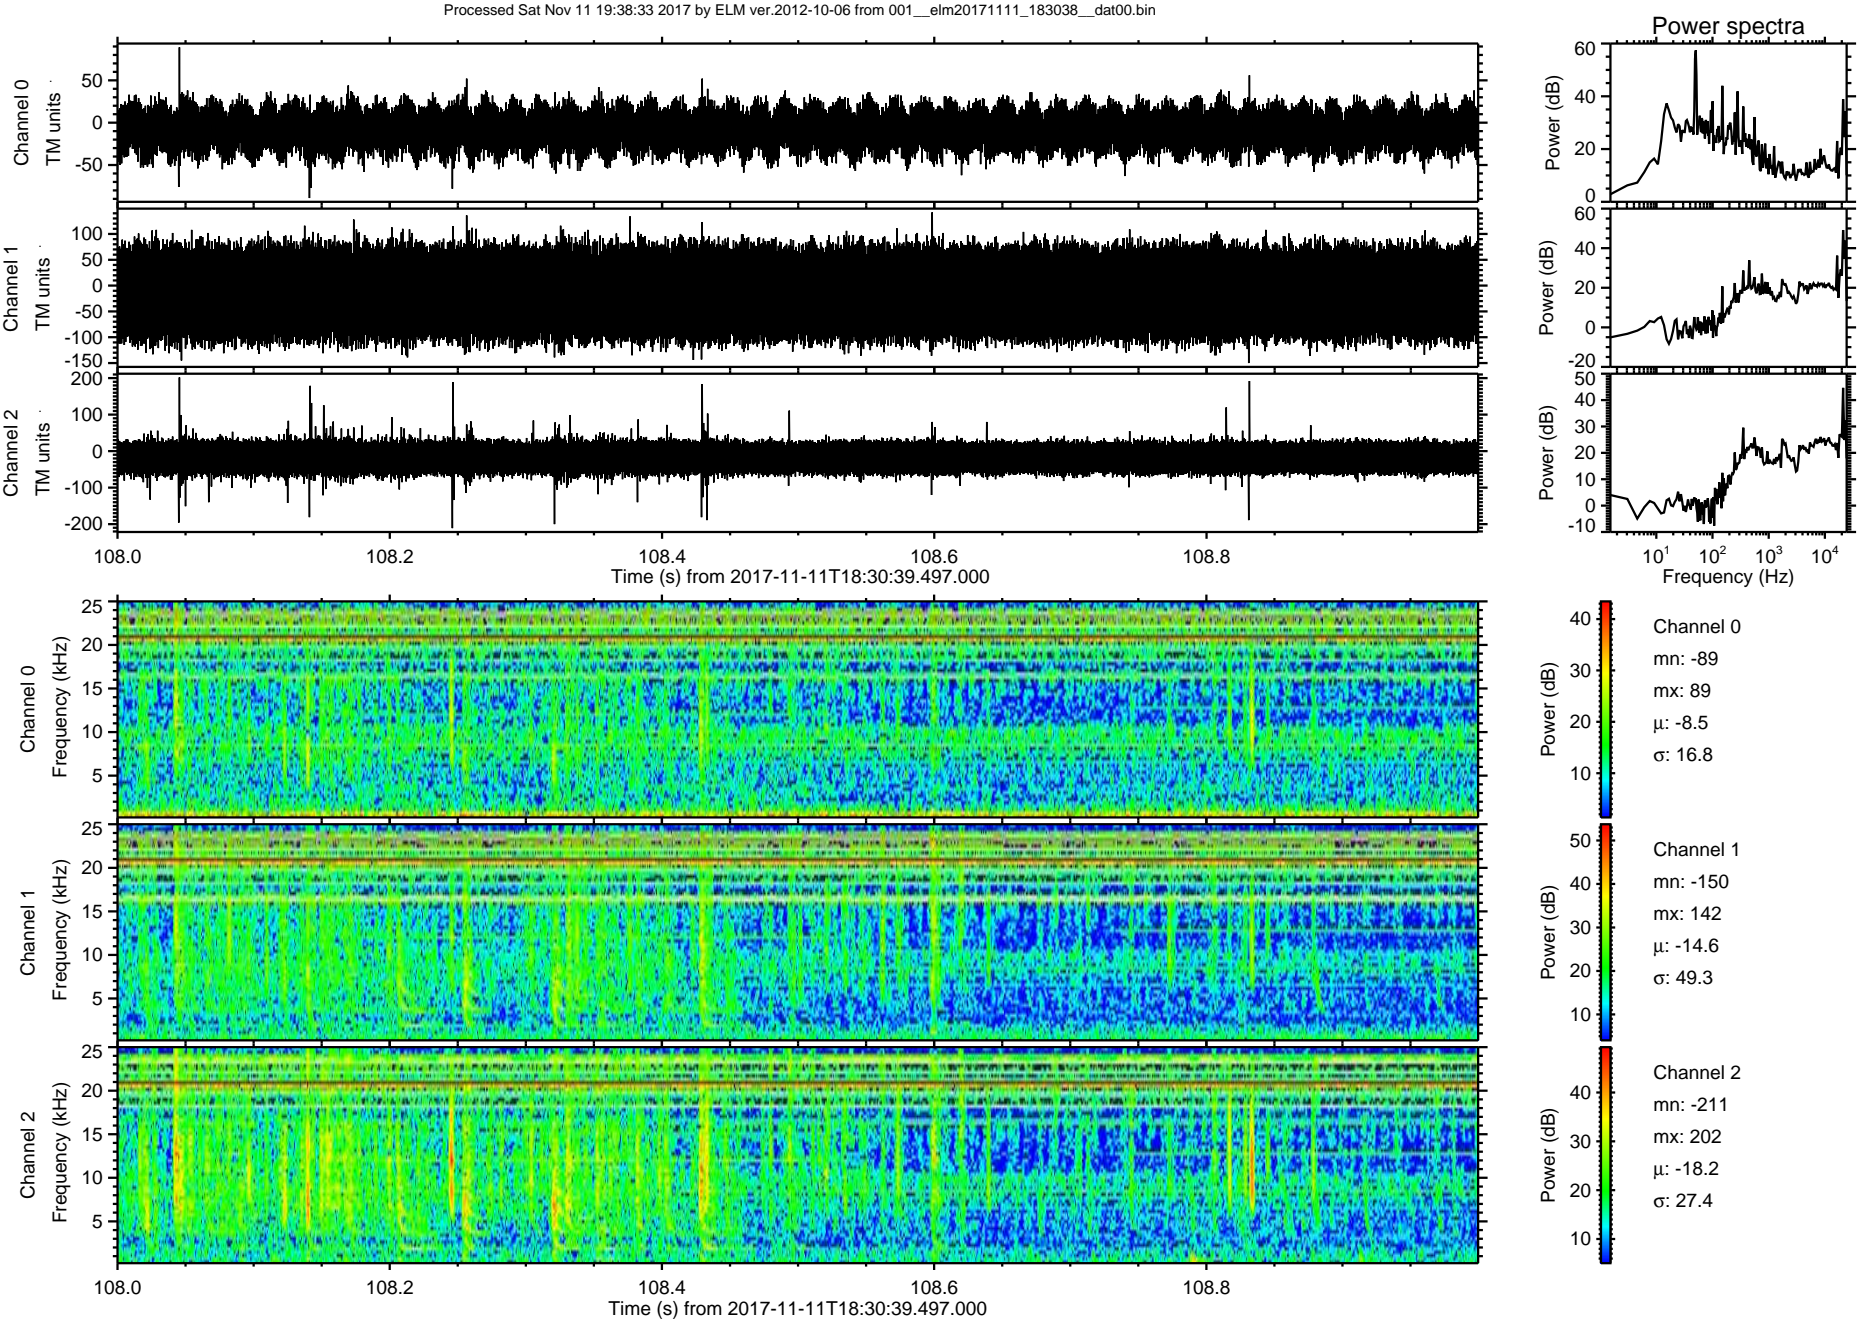 Processed Sat Nov 11 19:38:33 2017 by ELM ver.2012-10-06 from 001__elm20171111_183038__dat00.bin
Power spectra
Channel 0
TM units
50
0
-50
Power (dB)
60
40
20
0
Channel 1
TM units
100
50
0
-50
-100
-150
Power (dB)
60
40
20
0
-20
Channel 2
TM units
200
100
0
-100
-200
Power (dB)
50
40
30
20
10
0
-10
108.0 108.2 108.4 108.6 108.8
Time (s) from 2017-11-11T18:30:39.497.000
10¹ 10² 10³ 10⁴
Frequency (Hz)
Channel 0
Frequency (kHz)
25
20
15
10
5
Power (dB)
40
30
20
10
Channel 0
mn: -89
mx: 89
μ: -8.5
σ: 16.8
Channel 1
Frequency (kHz)
25
20
15
10
5
Power (dB)
50
40
30
20
10
Channel 1
mn: -150
mx: 142
μ: -14.6
σ: 49.3
Channel 2
Frequency (kHz)
25
20
15
10
5
Power (dB)
40
30
20
10
Channel 2
mn: -211
mx: 202
μ: -18.2
σ: 27.4
108.0 108.2 108.4 108.6 108.8
Time (s) from 2017-11-11T18:30:39.497.000